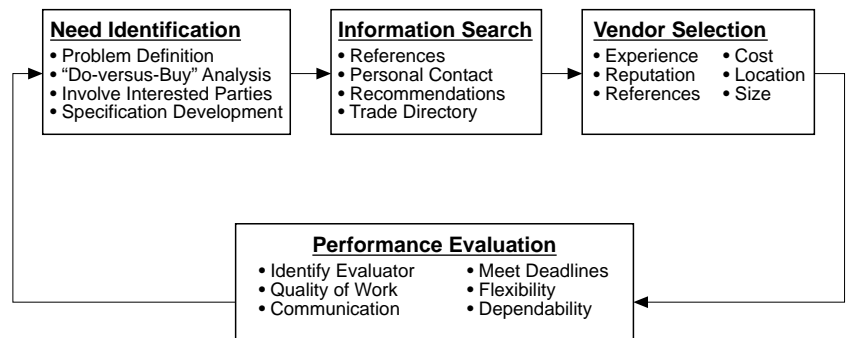 Need Identification
• Problem Definition
• “Do-versus-Buy” Analysis
• Involve Interested Parties
• Specification Development
Information Search
• References
• Personal Contact
• Recommendations
• Trade Directory
Vendor Selection
• Experience • Cost
• Reputation • Location
• References • Size
Performance Evaluation
• Identify Evaluator • Meet Deadlines
• Quality of Work • Flexibility
• Communication • Dependability